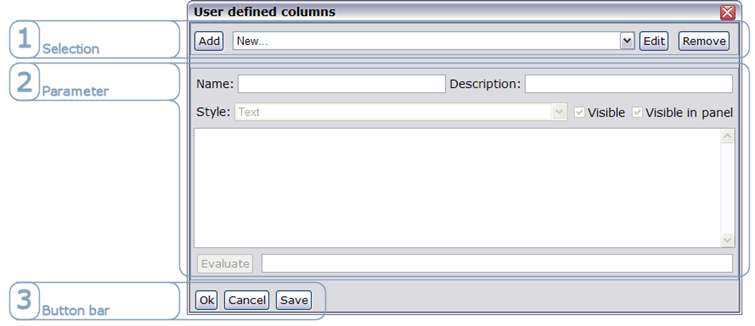 User defined columns
1 Selection
Add New... Edit Remove
2 Parameter
Name: Description:
Style: Text Visible Visible in panel
Evaluate
3 Button bar
Ok Cancel Save